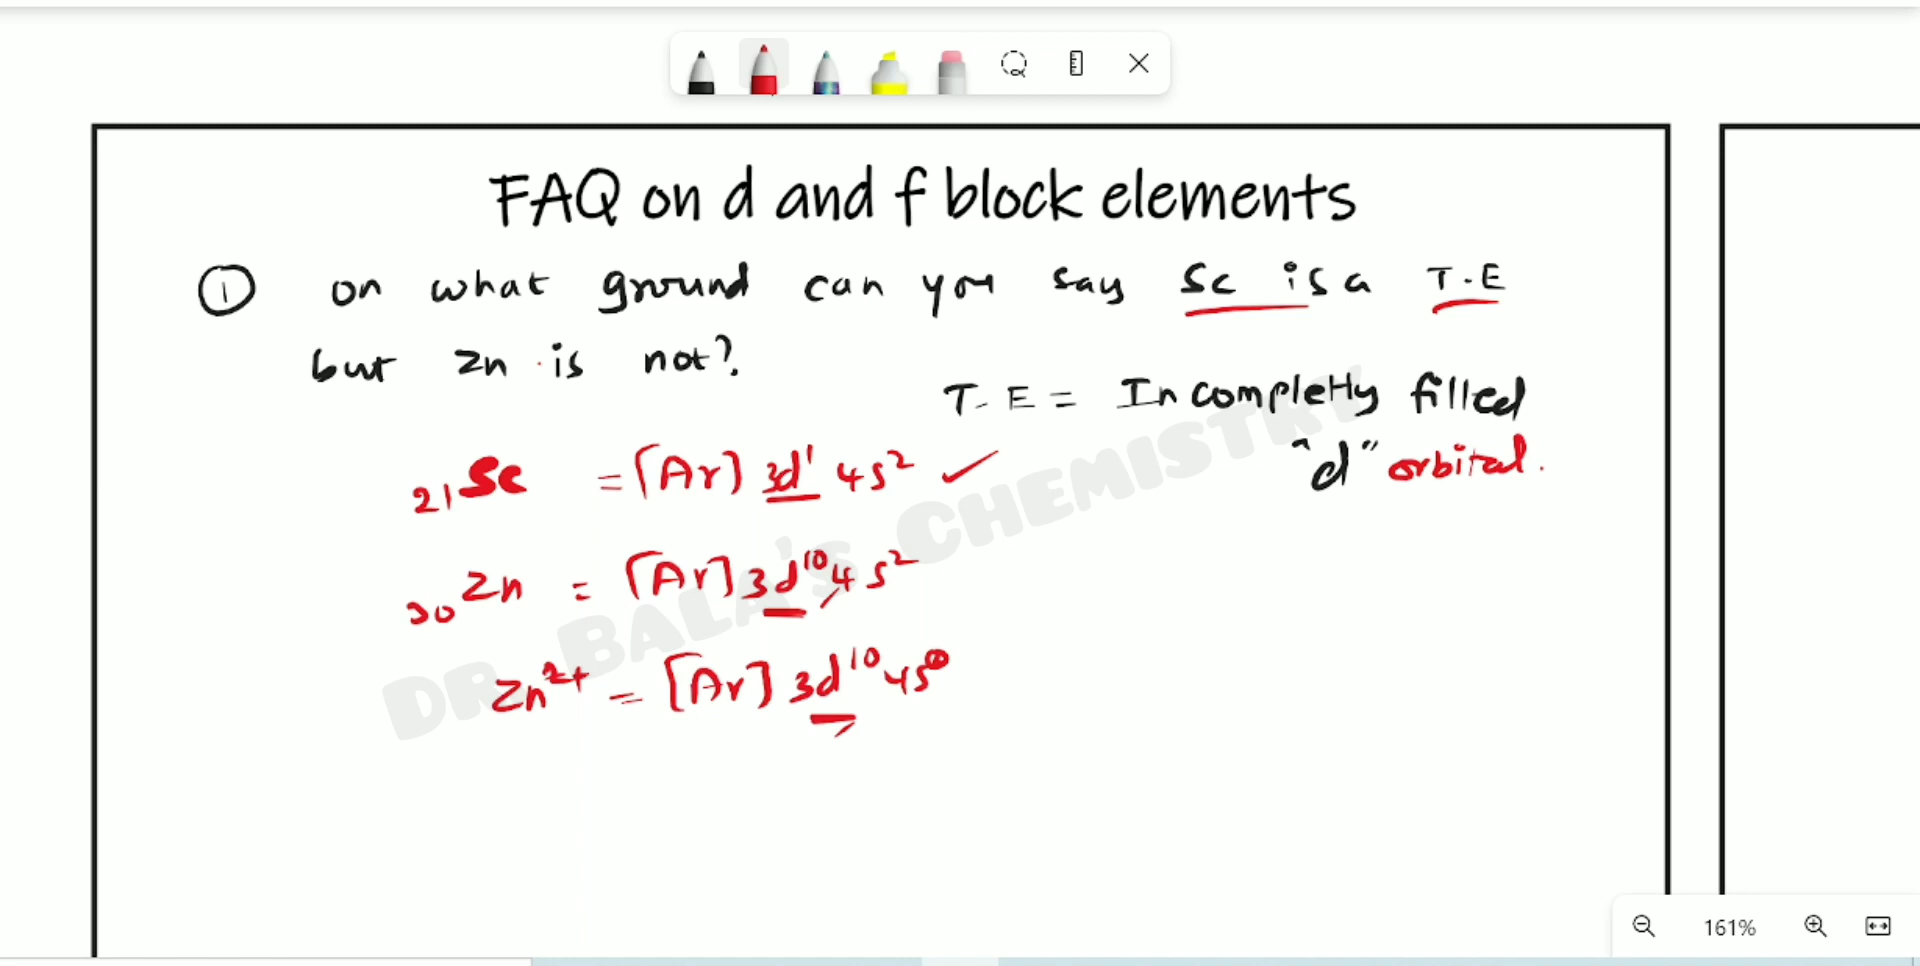 FAQ on d and f block elements
① on what ground can you say Sc is a T.E
but Zn is not?
T.E = Incompletly filled
"d" orbital.
₂₁Sc = [Ar] 3d¹ 4s² ✓
₃₀Zn = [Ar] 3d¹⁰ 4s²
Zn²⁺ = [Ar] 3d¹⁰ 4s⁰
DR. BALA'S CHEMISTRY
161%